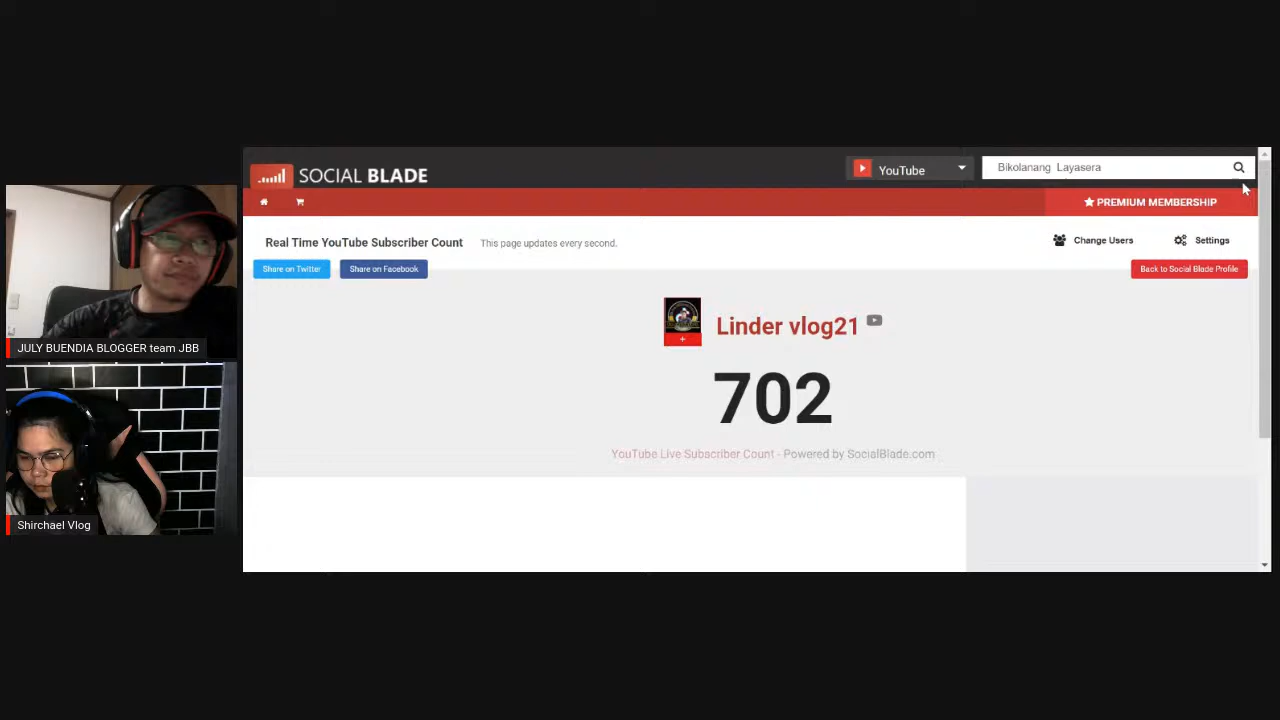 SOCIAL BLADE
YouTube
Bikolanang Layasera
PREMIUM MEMBERSHIP
Real Time YouTube Subscriber Count
This page updates every second.
Change Users
Settings
Share on Twitter
Share on Facebook
Back to Social Blade Profile
Linder vlog21
702
YouTube Live Subscriber Count - Powered by SocialBlade.com
JULY BUENDIA BLOGGER team JBB
Shirchael Vlog